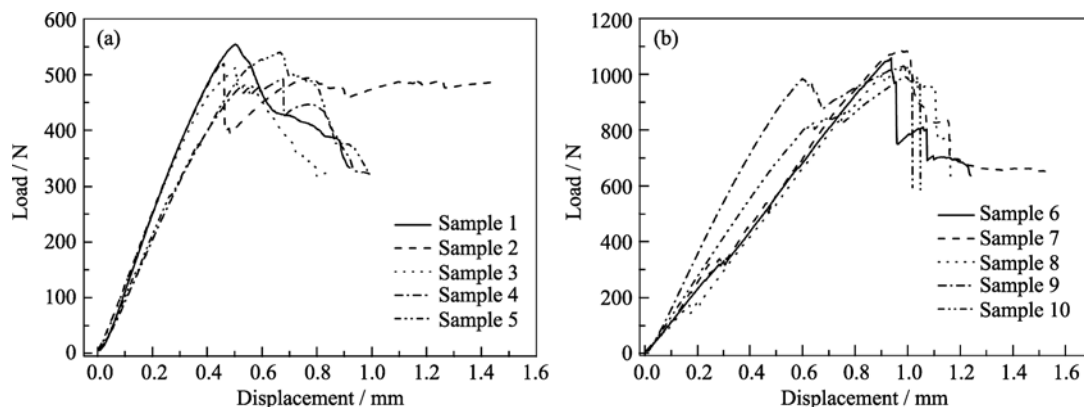 (a)
Load / N
600
500
400
300
200
100
0
Sample 1
Sample 2
Sample 3
Sample 4
Sample 5
0.0 0.2 0.4 0.6 0.8 1.0 1.2 1.4 1.6
Displacement / mm
(b)
Load / N
1200
1000
800
600
400
200
0
Sample 6
Sample 7
Sample 8
Sample 9
Sample 10
0.0 0.2 0.4 0.6 0.8 1.0 1.2 1.4 1.6
Displacement / mm